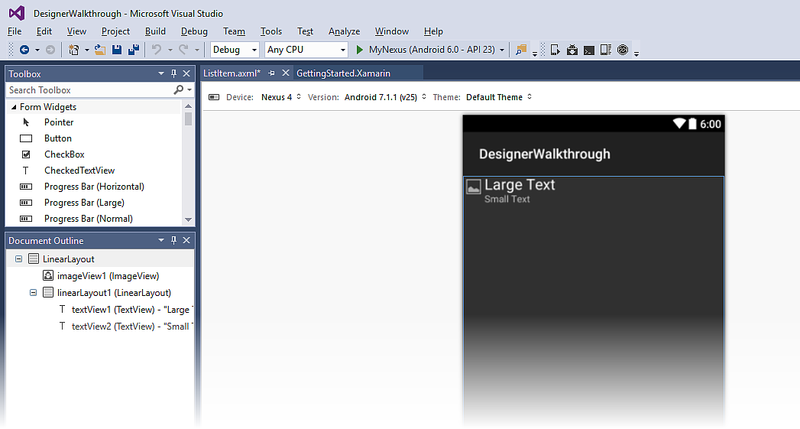 DesignerWalkthrough - Microsoft Visual Studio
File Edit View Project Build Debug Team Tools Test Analyze Window Help
Debug Any CPU MyNexus (Android 6.0 - API 23)
Toolbox
Search Toolbox
Form Widgets
Pointer
Button
CheckBox
CheckedTextView
Progress Bar (Horizontal)
Progress Bar (Large)
Progress Bar (Normal)
Document Outline
LinearLayout
imageView1 (ImageView)
linearLayout1 (LinearLayout)
T textView1 (TextView) - "Large
T textView2 (TextView) - "Small
ListItem.axml* GettingStarted.Xamarin
Device: Nexus 4 Version: Android 7.1.1 (v25) Theme: Default Theme
6:00
DesignerWalkthrough
Large Text
Small Text